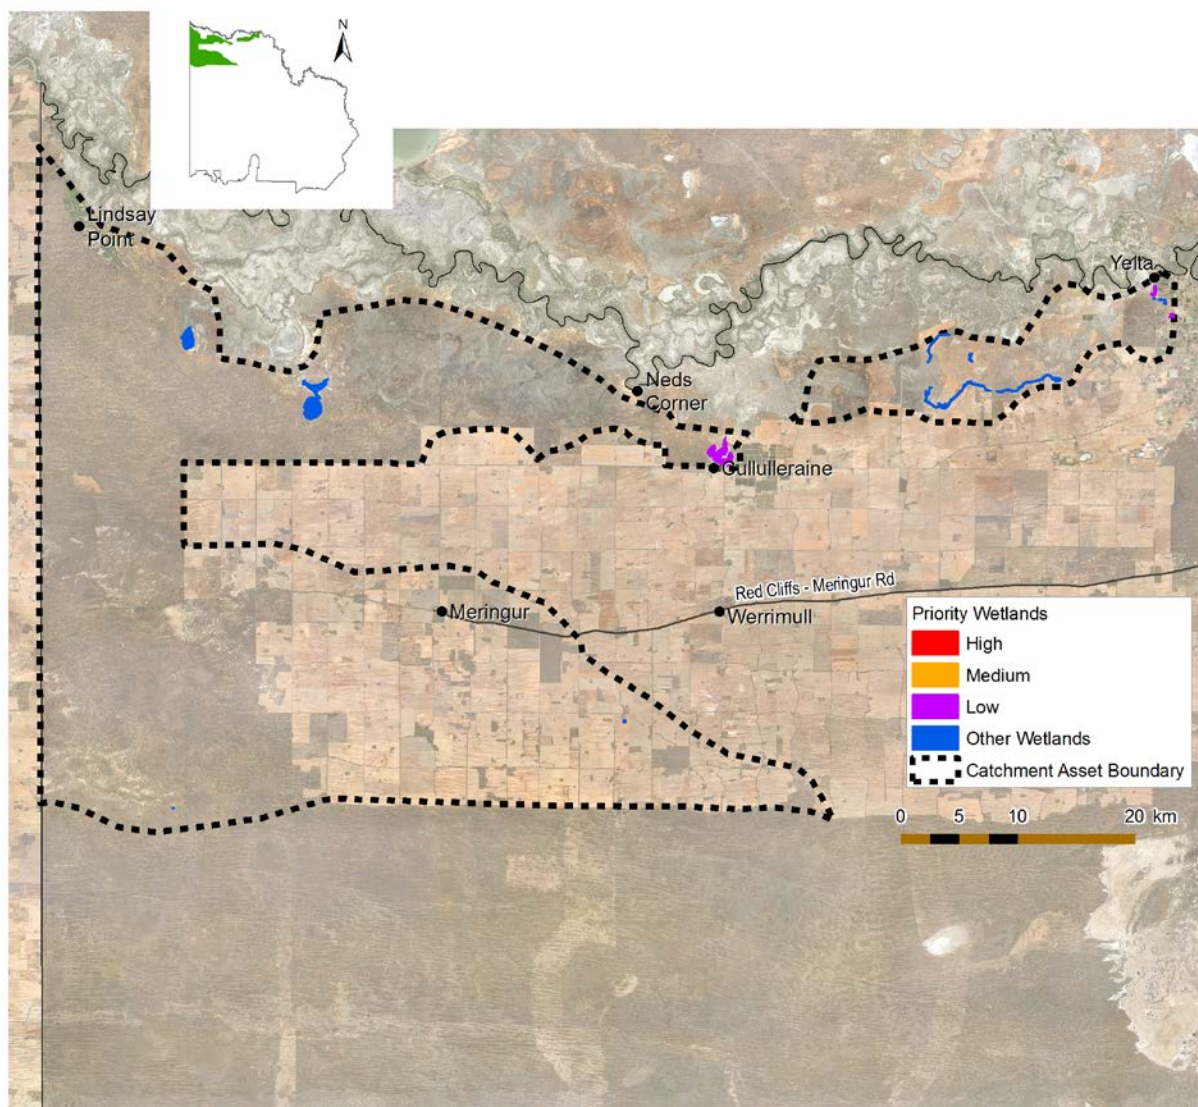 N
Lindsay
Point
Yelta
Neds
Corner
Cullulleraine
Red Cliffs - Meringur Rd
Meringur
Werrimull
Priority Wetlands
High
Medium
Low
Other Wetlands
Catchment Asset Boundary
0 5 10 20 km